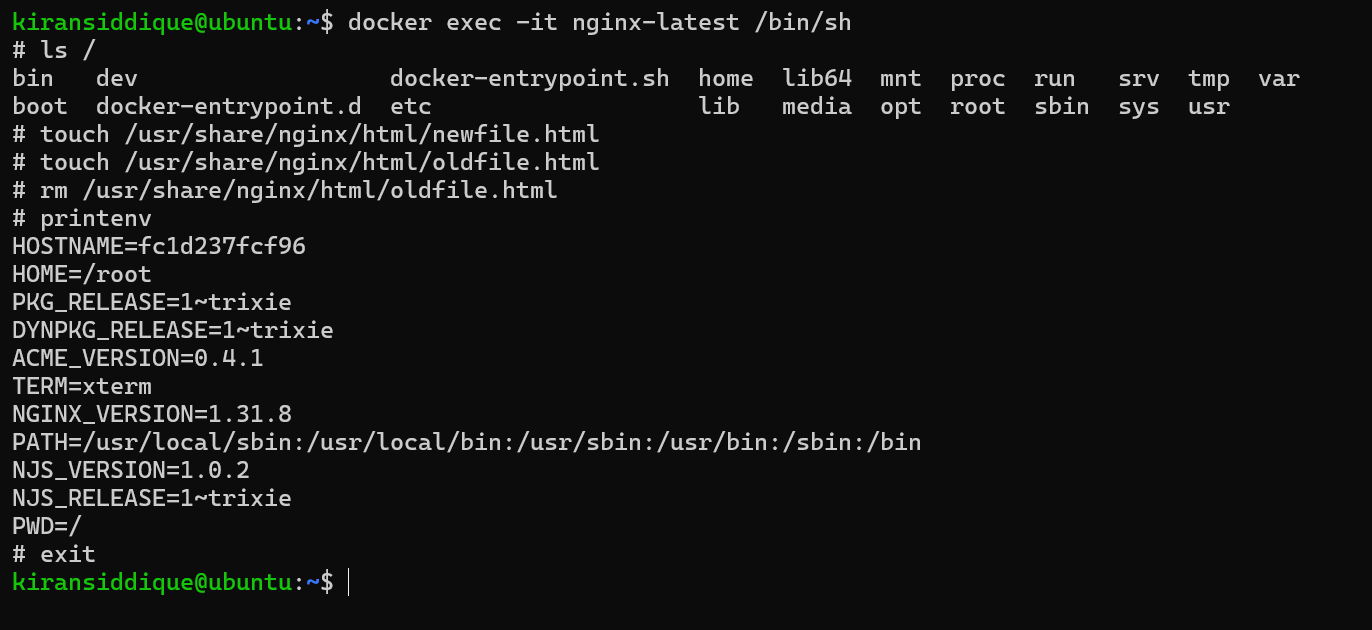 kiransiddique@ubuntu:~$ docker exec -it nginx-latest /bin/sh
# ls /
bin   dev                  docker-entrypoint.sh  home  lib64  mnt  proc  run   srv  tmp  var
boot  docker-entrypoint.d  etc                   lib   media  opt  root  sbin  sys  usr
# touch /usr/share/nginx/html/newfile.html
# touch /usr/share/nginx/html/oldfile.html
# rm /usr/share/nginx/html/oldfile.html
# printenv
HOSTNAME=fc1d237fcf96
HOME=/root
PKG_RELEASE=1~trixie
DYNPKG_RELEASE=1~trixie
ACME_VERSION=0.4.1
TERM=xterm
NGINX_VERSION=1.31.8
PATH=/usr/local/sbin:/usr/local/bin:/usr/sbin:/usr/bin:/sbin:/bin
NJS_VERSION=1.0.2
NJS_RELEASE=1~trixie
PWD=/
# exit
kiransiddique@ubuntu:~$